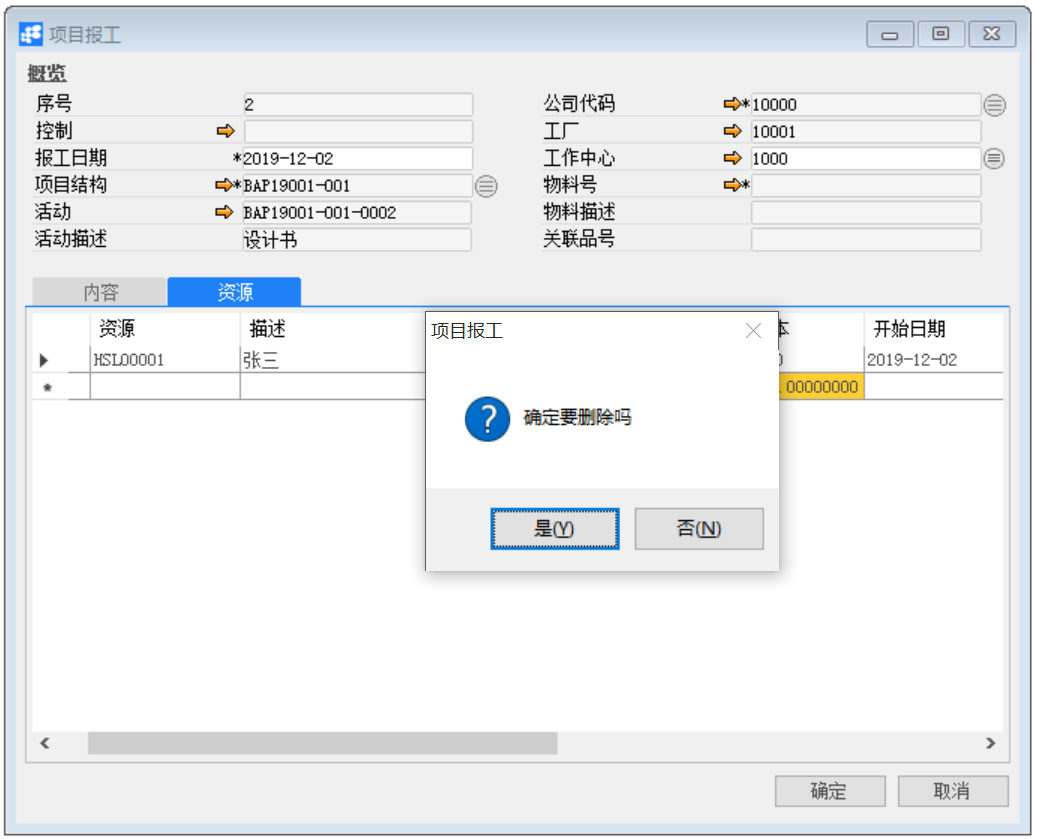 项目报工
概览
序号 2
控制
报工日期 *2019-12-02
项目结构 *BAP19001-001
活动 BAP19001-001-0002
活动描述 设计书
公司代码 *10000
工厂 10001
工作中心 1000
物料号 *
物料描述
关联品号
内容 资源
资源 描述 本 开始日期
HSL00001 张三 2019-12-02
* .00000000
项目报工
确定要删除吗
是(Y) 否(N)
确定 取消